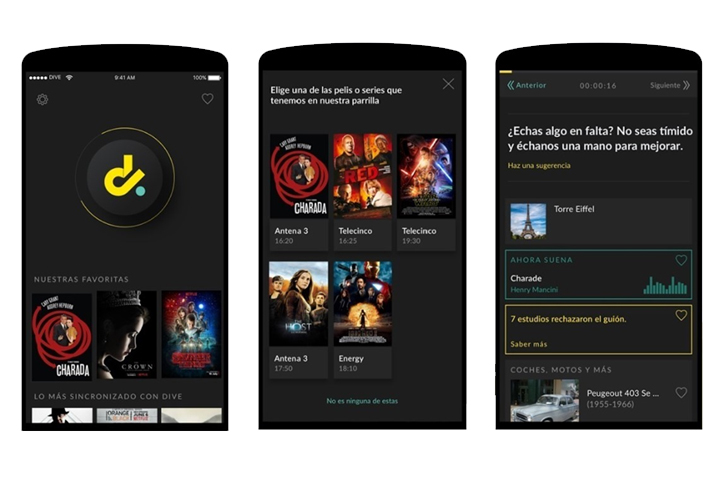 DIVE
9:41 AM
100%
NUESTRAS FAVORITAS
CARY GRANT
AUDREY HEPBURN
CHARADA
THE
CROWN
STRANGER
THINGS
LO MÁS SINCRONIZADO CON DIVE
ORANGE
BLACK
Elige una de las pelis o series que
tenemos en nuestra parrilla
CARY GRANT
AUDREY HEPBURN
CHARADA
RED
STAR WARS
Antena 3
16:20
Telecinco
16:25
Telecinco
19:30
THE
HOST
Antena 3
17:50
Energy
18:10
No es ninguna de estas
Anterior
00:00:16
Siguiente
¿Echas algo en falta? No seas tímido
y échanos una mano para mejorar.
Haz una sugerencia
Torre Eiffel
AHORA SUENA
Charade
Henry Mancini
7 estudios rechazaron el guión.
Saber más
COCHES, MOTOS Y MÁS
Peugeout 403 Se ...
(1955-1966)